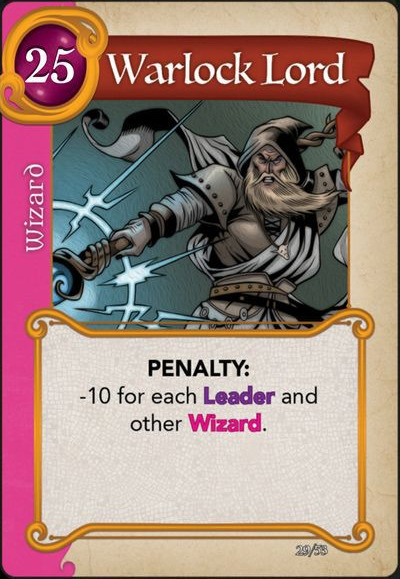 25
Warlock Lord
Wizard
PENALTY:
-10 for each Leader and
other Wizard.
29/53